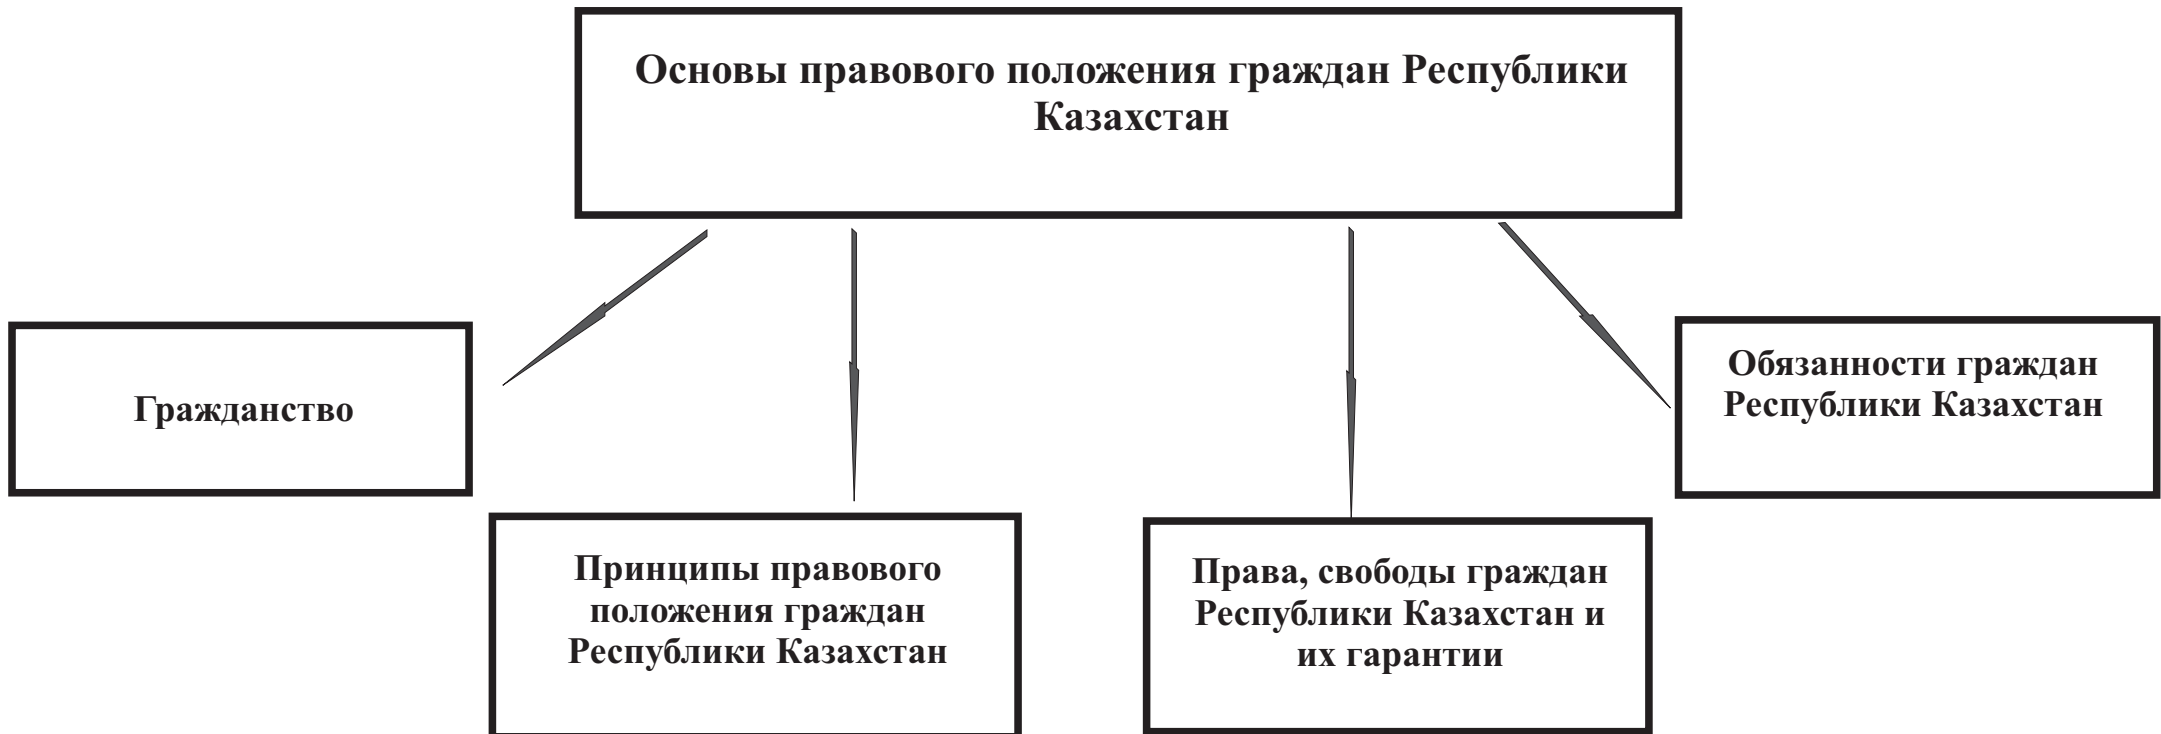 Основы правового положения граждан Республики
Казахстан
Гражданство
Принципы правового
положения граждан
Республики Казахстан
Права, свободы граждан
Республики Казахстан и
их гарантии
Обязанности граждан
Республики Казахстан